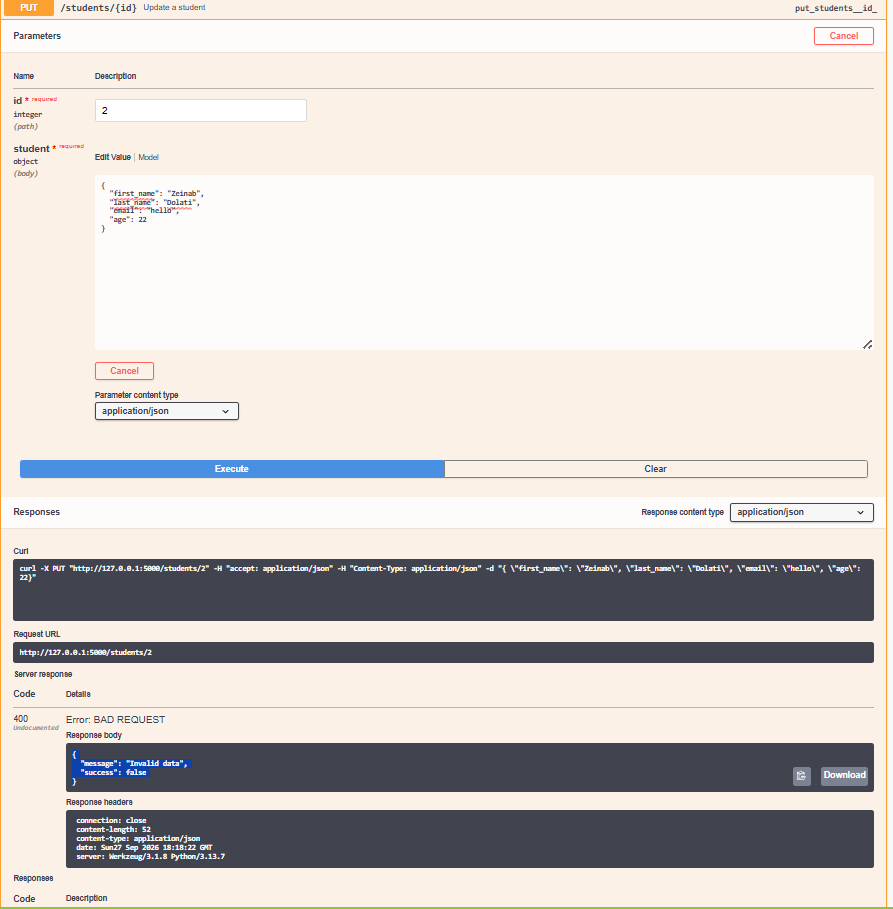 PUT /students/{id} Update a student put_students__id_
Parameters Cancel
Name Description
id * required
integer
(path)
2
student * required
object
(body)
Edit Value | Model
{
  "first_name": "Zeinab",
  "last_name": "Dolati",
  "email": "hello",
  "age": 22
}
Cancel
Parameter content type
application/json
Execute Clear
Responses Response content type application/json
Curl
curl -X PUT "http://127.0.0.1:5000/students/2" -H "accept: application/json" -H "Content-Type: application/json" -d "{ \"first_name\": \"Zeinab\", \"last_name\": \"Dolati\", \"email\": \"hello\", \"age\":
22}"
Request URL
http://127.0.0.1:5000/students/2
Server response
Code Details
400 Error: BAD REQUEST
Undocumented
Response body
{
  "message": "Invalid data",
  "success": false
}
Download
Response headers
connection: close
content-length: 52
content-type: application/json
date: Sun27 Sep 2026 18:18:22 GMT
server: Werkzeug/3.1.8 Python/3.13.7
Responses
Code Description